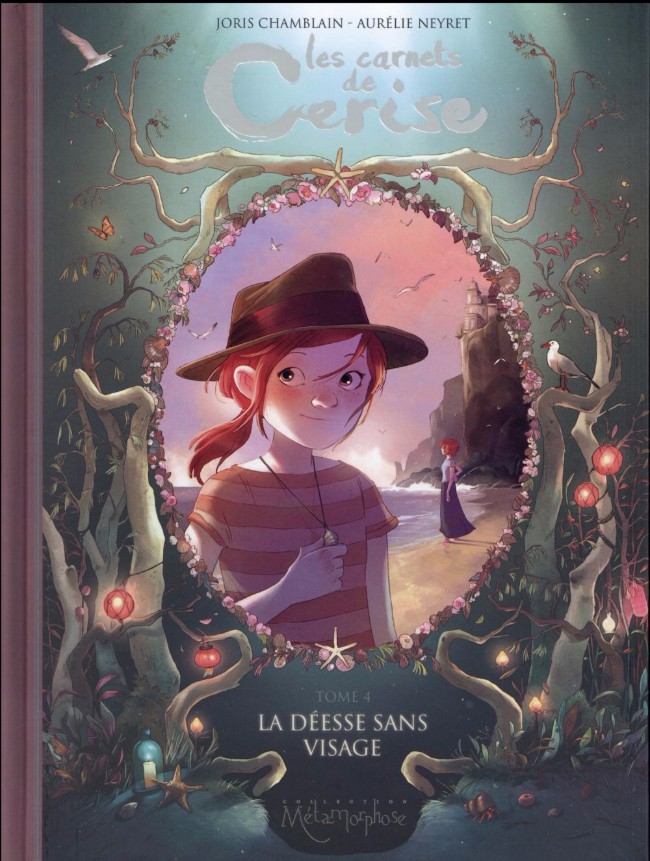 JORIS CHAMBLAIN - AURÉLIE NEYRET
les carnets
de
Cerise
TOME 4
LA DÉESSE SANS
VISAGE
COLLECTION
Métamorphose